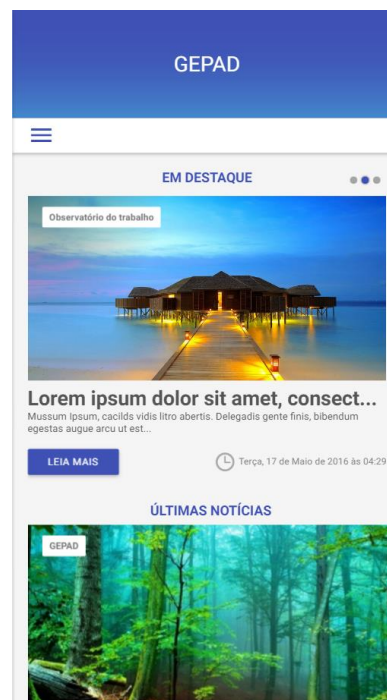 GEPAD
EM DESTAQUE
Observatório do trabalho
Lorem ipsum dolor sit amet, consect...
Mussum Ipsum, cacilds vidis litro abertis. Delegadis gente finis, bibendum
egestas augue arcu ut est...
LEIA MAIS
Terça, 17 de Maio de 2016 às 04:29
ÚLTIMAS NOTÍCIAS
GEPAD